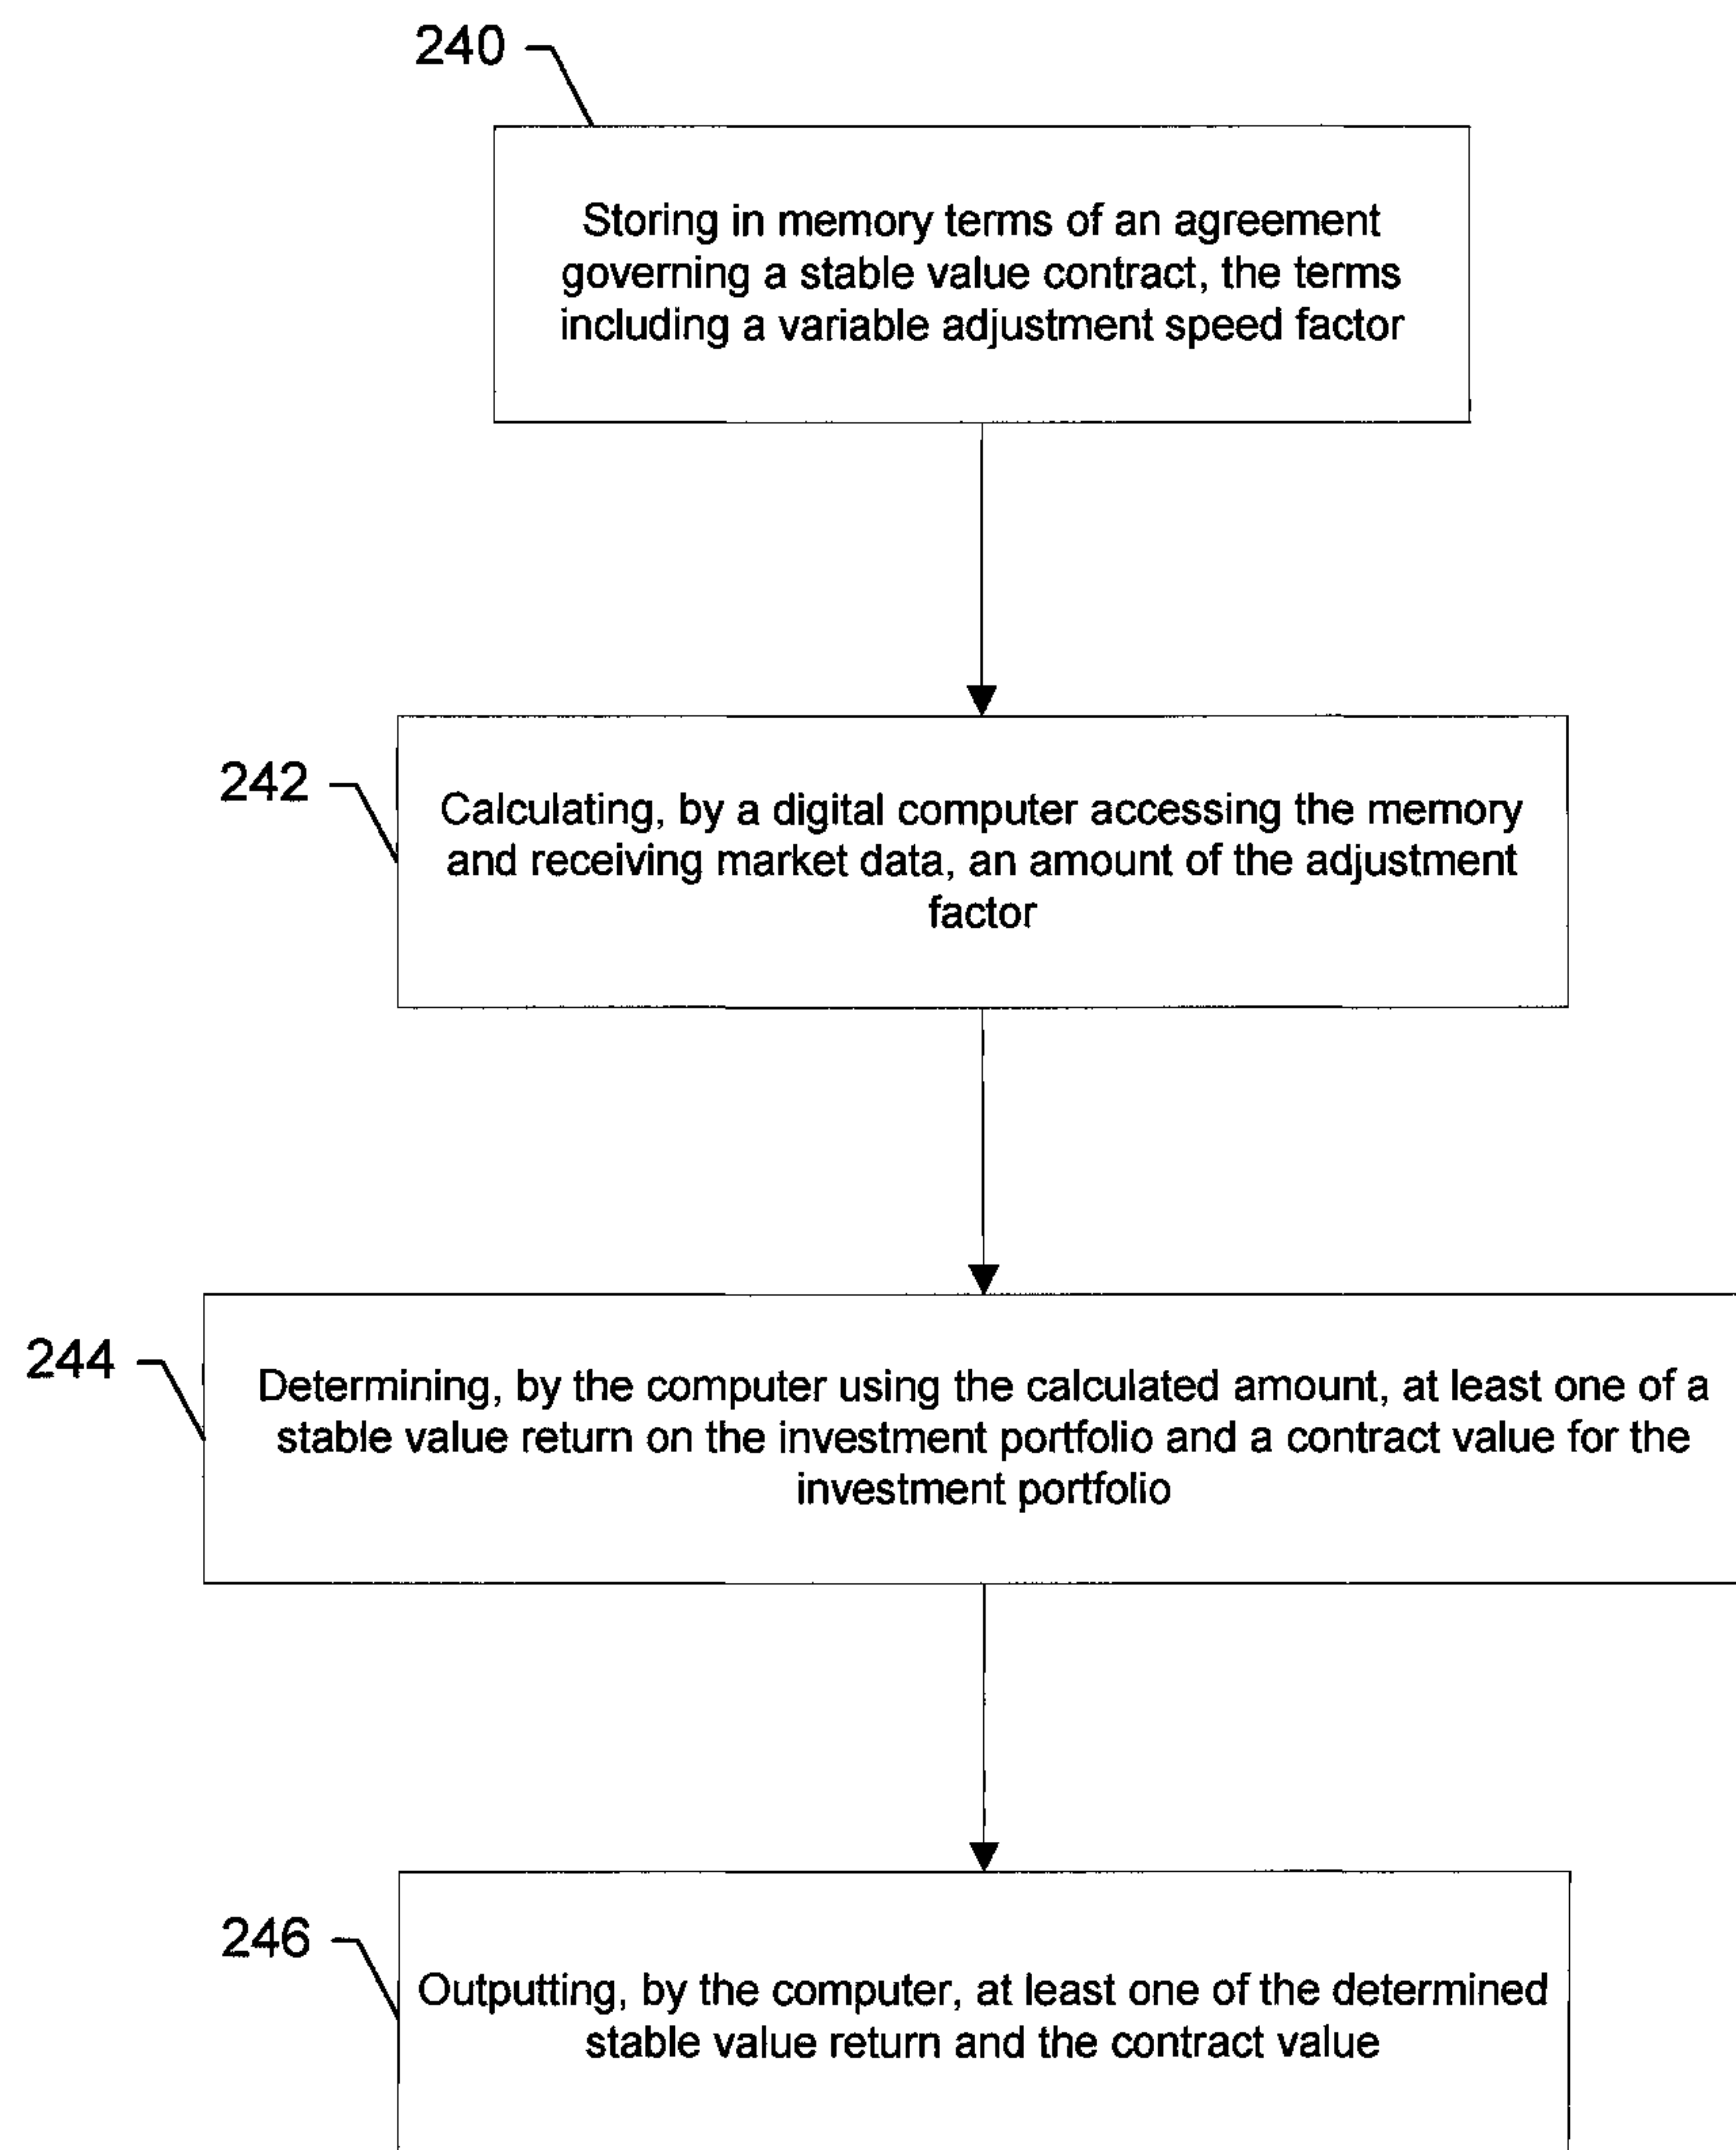 240
Storing in memory terms of an agreement
governing a stable value contract, the terms
including a variable adjustment speed factor
242
Calculating, by a digital computer accessing the memory
and receiving market data, an amount of the adjustment
factor
244
Determining, by the computer using the calculated amount, at least one of a
stable value return on the investment portfolio and a contract value for the
investment portfolio
246
Outputting, by the computer, at least one of the determined
stable value return and the contract value